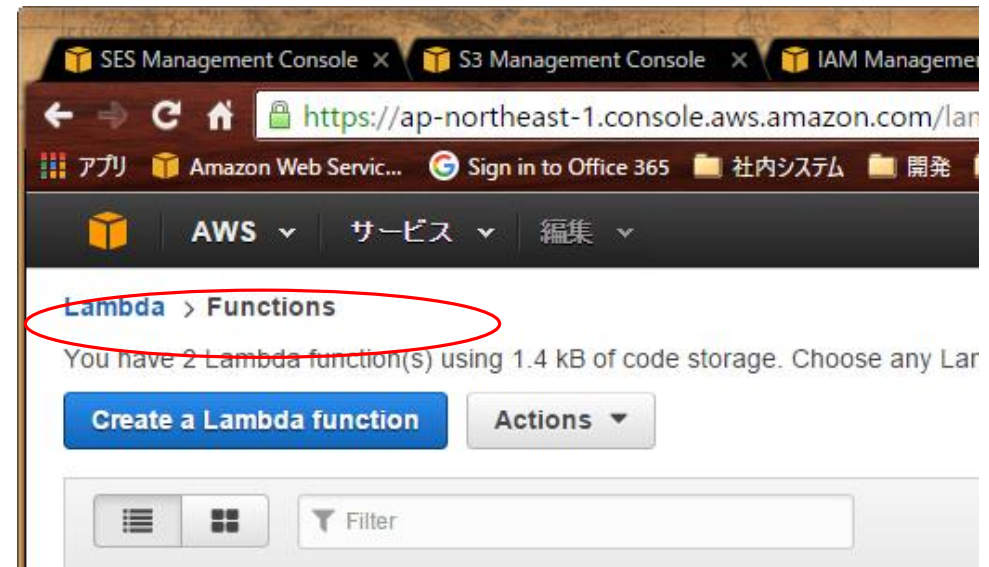 SES Management Console
S3 Management Console
IAM Manageme
https://ap-northeast-1.console.aws.amazon.com/la
アプリ Amazon Web Servic... Sign in to Office 365 社内システム 開発
AWS サービス 編集
Lambda > Functions
You have 2 Lambda function(s) using 1.4 kB of code storage. Choose any Lar
Create a Lambda function Actions
Filter